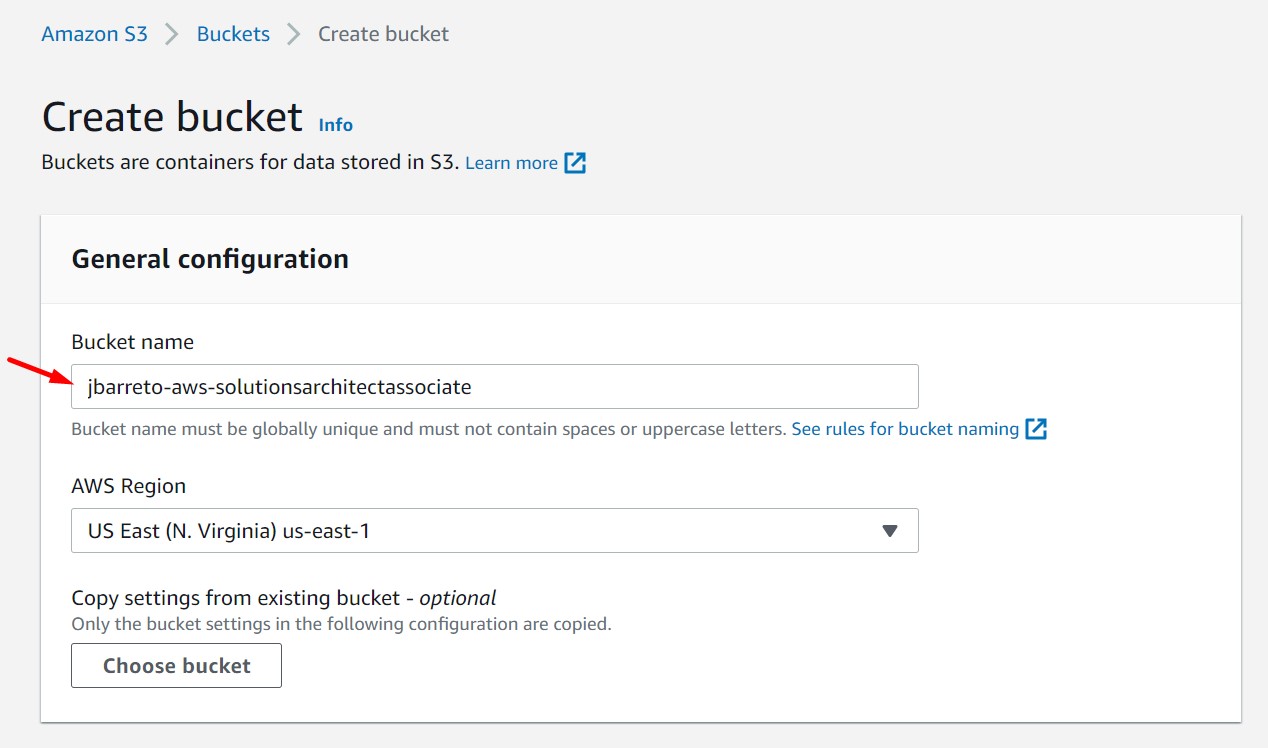 Amazon S3 > Buckets > Create bucket
Create bucket Info
Buckets are containers for data stored in S3. Learn more
General configuration
Bucket name
jbarreto-aws-solutionsarchitectassociate
Bucket name must be globally unique and must not contain spaces or uppercase letters. See rules for bucket naming
AWS Region
US East (N. Virginia) us-east-1
Copy settings from existing bucket - optional
Only the bucket settings in the following configuration are copied.
Choose bucket